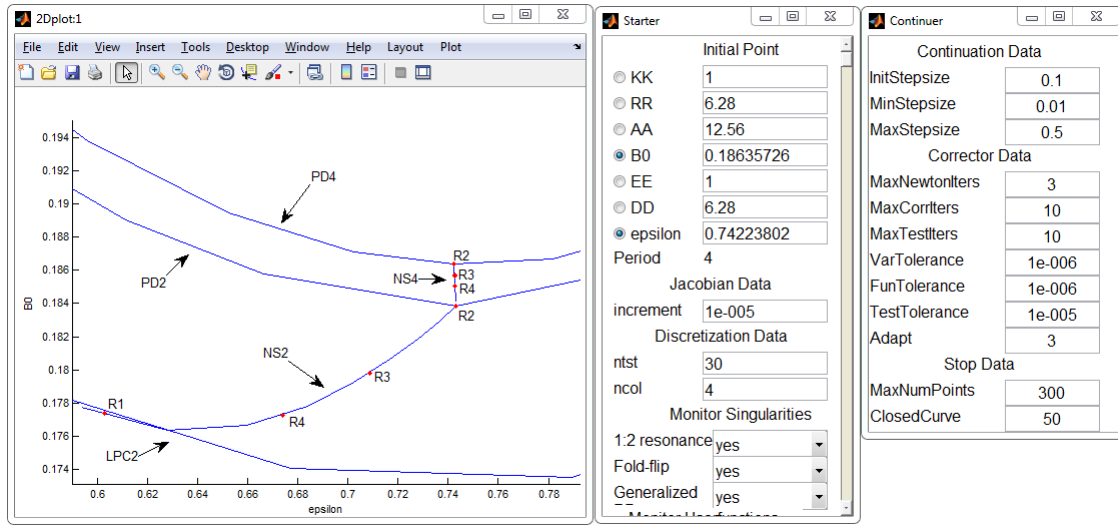 2Dplot:1
File Edit View Insert Tools Desktop Window Help Layout Plot
0.194
0.192
0.19
0.188
0.186
0.184
0.182
0.18
0.178
0.176
0.174
B0
PD4
PD2
R2
NS4
R3
R4
R2
NS2
R3
R1
R4
LPC2
0.6 0.62 0.64 0.66 0.68 0.7 0.72 0.74 0.76 0.78
epsilon
Starter
Initial Point
KK 1
RR 6.28
AA 12.56
B0 0.18635726
EE 1
DD 6.28
epsilon 0.74223802
Period 4
Jacobian Data
increment 1e-005
Discretization Data
ntst 30
ncol 4
Monitor Singularities
1:2 resonance yes
Fold-flip yes
Generalized yes
Continuer
Continuation Data
InitStepsize 0.1
MinStepsize 0.01
MaxStepsize 0.5
Corrector Data
MaxNewtonIters 3
MaxCorrIters 10
MaxTestIters 10
VarTolerance 1e-006
FunTolerance 1e-006
TestTolerance 1e-005
Adapt 3
Stop Data
MaxNumPoints 300
ClosedCurve 50